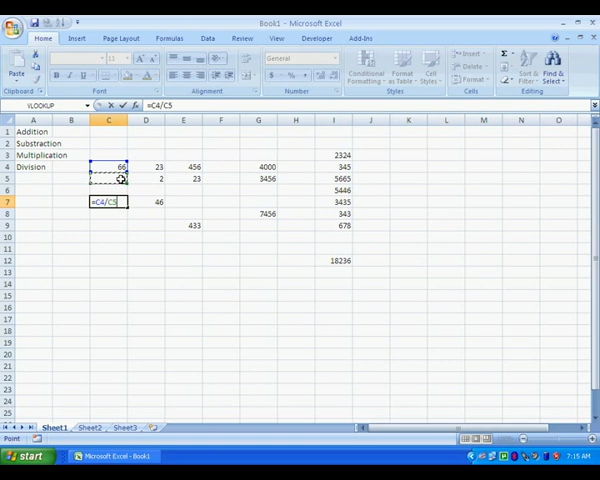 Book1 - Microsoft Excel
Home Insert Page Layout Formulas Data Review View Developer Add-Ins
Paste
11
General
Conditional Formatting
Format Table
Cell Styles
Insert
Delete
Format
Sort & Filter
Find & Select
Clipboard Font Alignment Number Styles Cells Editing
VLOOKUP =C4/C5
A B C D E F G H I J K L M N
1 Addition
2 Substraction
3 Multiplication 2324
4 Division 66 23 456 4000 345
5 2 23 3456 5665
6 5446
7 =C4/C5 46 3435
8 7456 343
9 433 678
10
11
12 18236
13
14
15
16
17
18
19
20
21
22
23
24
25
Sheet1 Sheet2 Sheet3
Point
start Microsoft Excel - Book1 7:15 AM